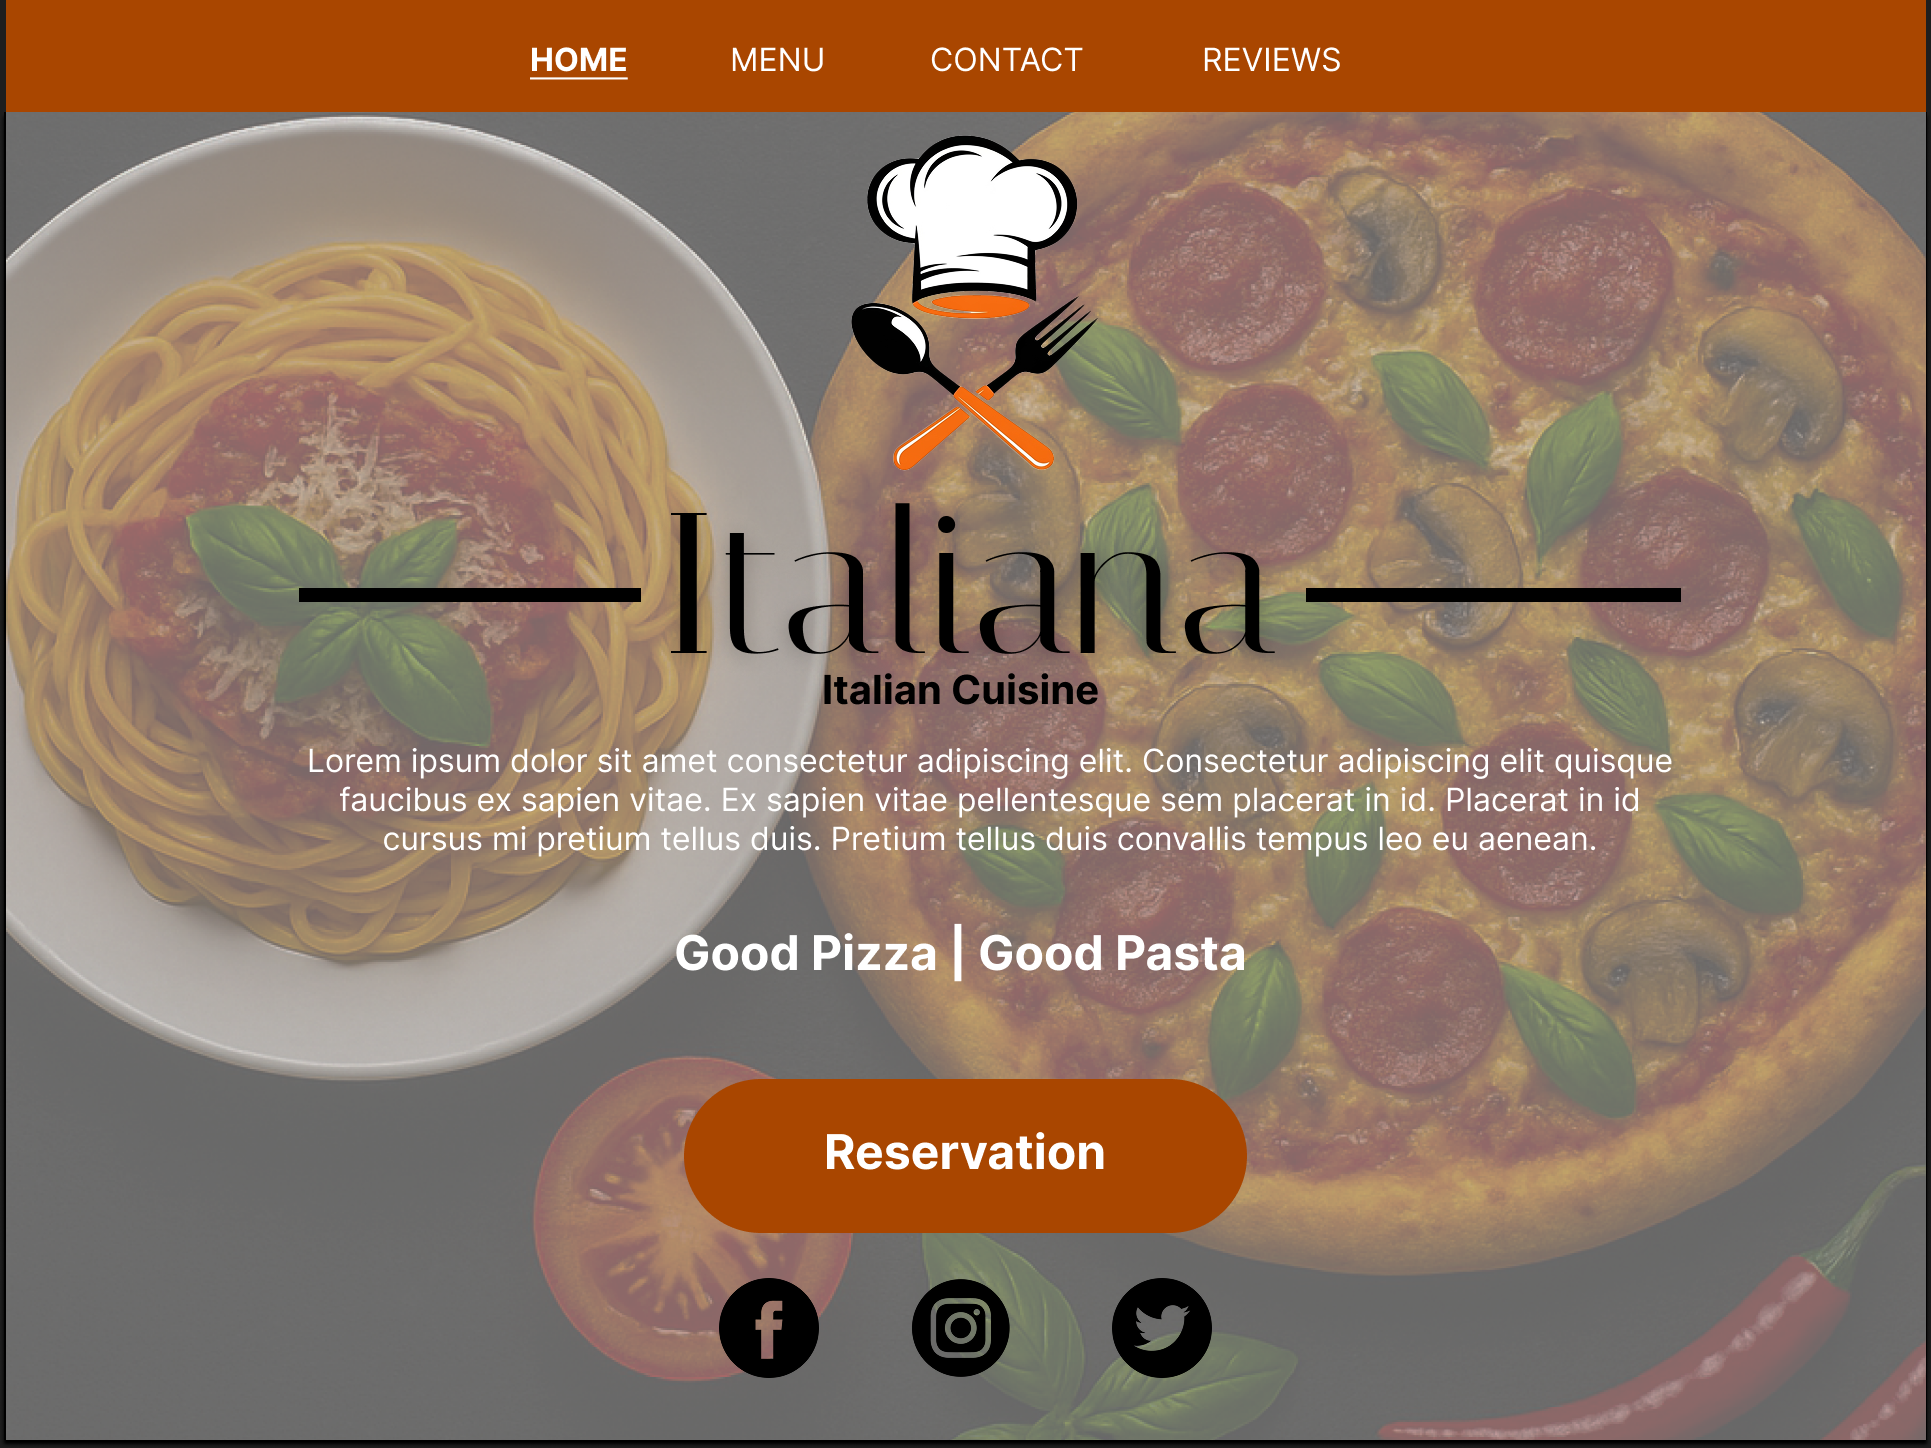 HOME MENU CONTACT REVIEWS
Italiana
Italian Cuisine
Lorem ipsum dolor sit amet consectetur adipiscing elit. Consectetur adipiscing elit quisque
faucibus ex sapien vitae. Ex sapien vitae pellentesque sem placerat in id. Placerat in id
cursus mi pretium tellus duis. Pretium tellus duis convallis tempus leo eu aenean.
Good Pizza | Good Pasta
Reservation